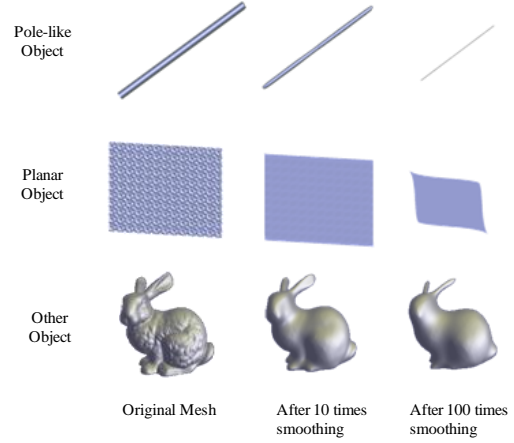 Pole-like
Object
Planar
Object
Other
Object
Original Mesh
After 10 times
smoothing
After 100 times
smoothing